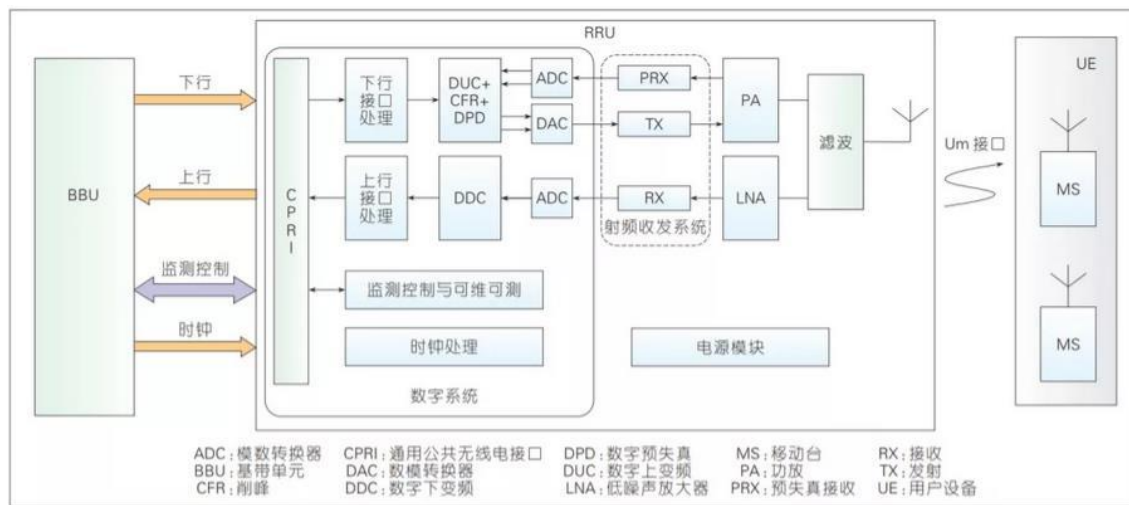 RRU
UE
BBU
下行
上行
监测控制
时钟
CPRI
下行
接口
处理
DUC+
CFR+
DPD
ADC
DAC
PRX
TX
PA
滤波
Um 接口
MS
上行
接口
处理
DDC
ADC
RX
射频收发系统
LNA
监测控制与可维可测
时钟处理
数字系统
电源模块
MS
ADC:模数转换器 CPRI:通用公共无线电接口 DPD:数字预失真 MS:移动台 RX:接收
BBU:基带单元 DAC:数模转换器 DUC:数字上变频 PA:功放 TX:发射
CFR:削峰 DDC:数字下变频 LNA:低噪声放大器 PRX:预失真接收 UE:用户设备